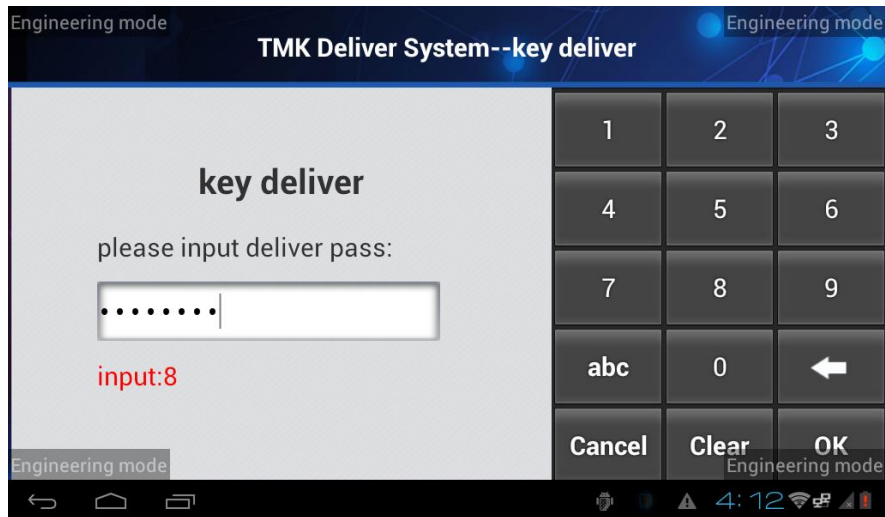 Engineering mode
Engineering mode
TMK Deliver System--key deliver
key deliver
please input deliver pass:
••••••••
input:8
1 2 3
4 5 6
7 8 9
abc 0
Cancel Clear OK
Engineering mode
Engineering mode
4:12